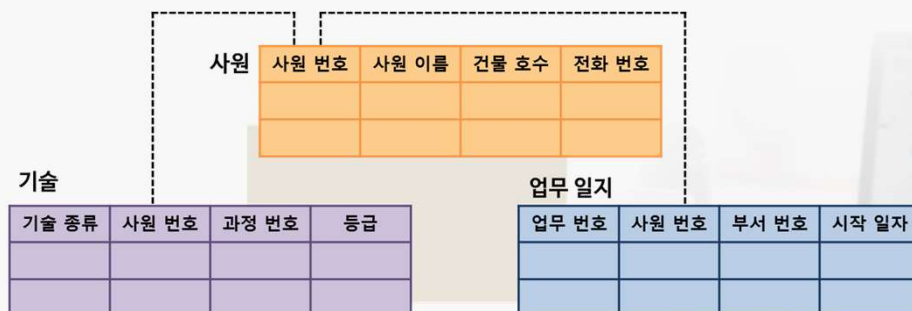 사원
사원 번호 사원 이름 건물 호수 전화 번호
기술
기술 종류 사원 번호 과정 번호 등급
업무 일지
업무 번호 사원 번호 부서 번호 시작 일자